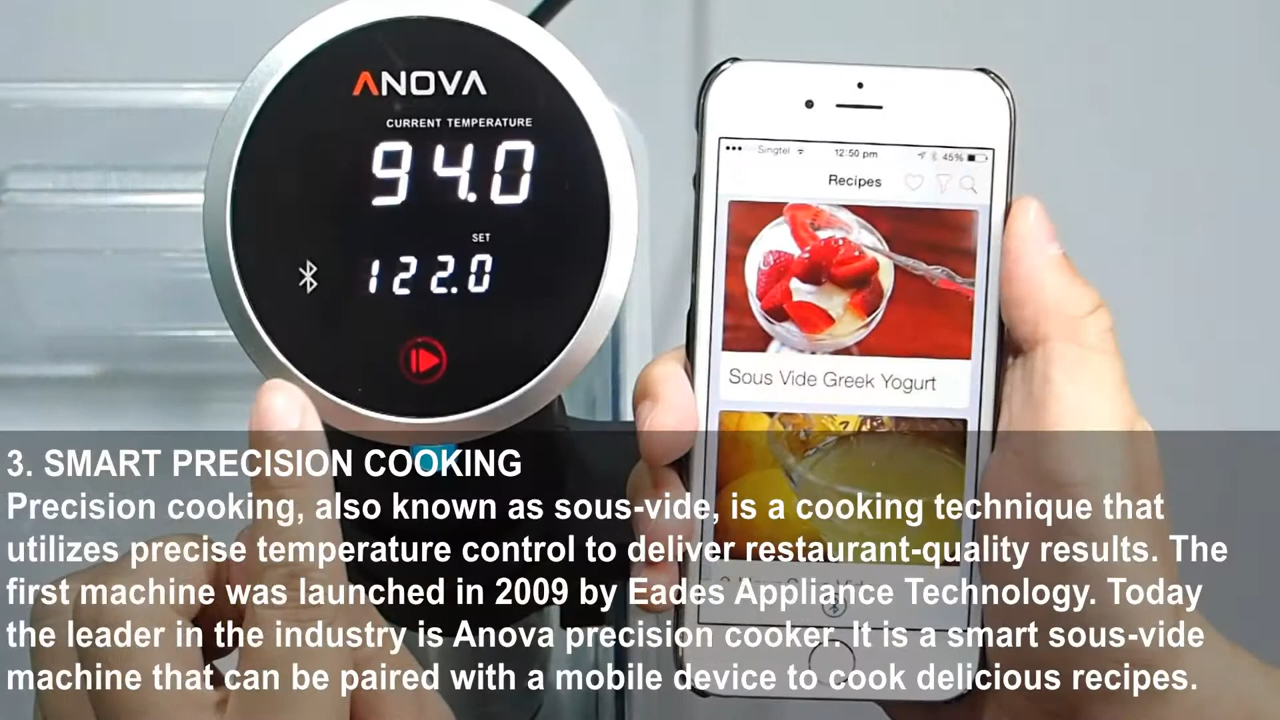 ANOVA
CURRENT TEMPERATURE
94.0
SET
122.0
Singtel
12:50 pm
45%
Recipes
Sous Vide Greek Yogurt
3. SMART PRECISION COOKING
Precision cooking, also known as sous-vide, is a cooking technique that
utilizes precise temperature control to deliver restaurant-quality results. The
first machine was launched in 2009 by Eades Appliance Technology. Today
the leader in the industry is Anova precision cooker. It is a smart sous-vide
machine that can be paired with a mobile device to cook delicious recipes.